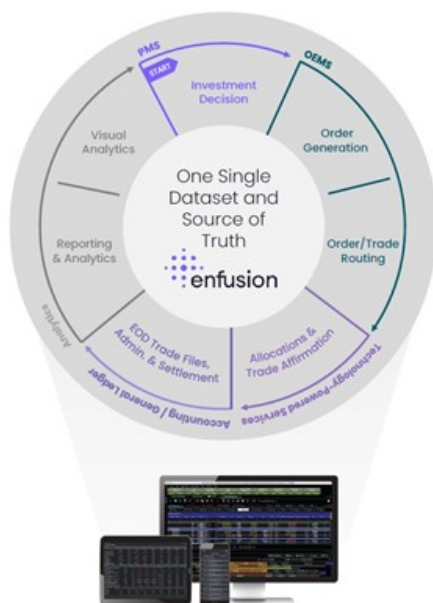 PMS
START
Investment
Decision
OEMS
Order
Generation
Order/Trade
Routing
Technology-Powered Services
Allocations &
Trade Affirmation
Accounting / General Ledger
EOD Trade Files,
Admin. & Settlement
Analytics
Reporting
& Analytics
Visual
Analytics
One Single
Dataset and
Source of
Truth
enfusion